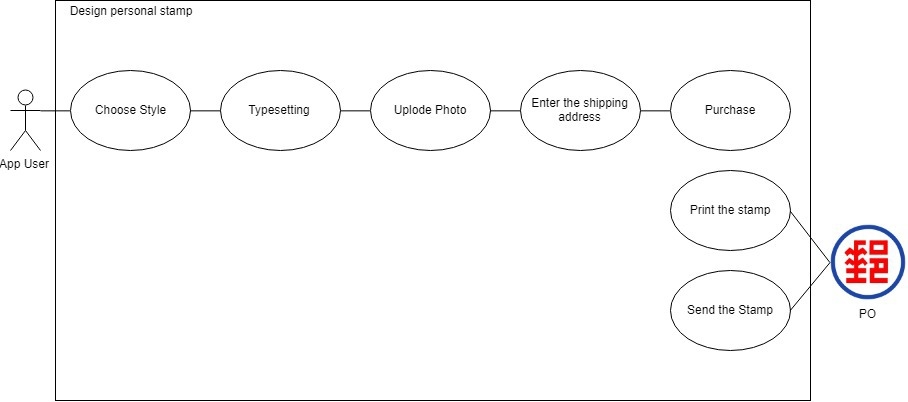 Design personal stamp
Choose Style
Typesetting
Uplode Photo
Enter the shipping
address
Purchase
App User
Print the stamp
郵
Send the Stamp
PO